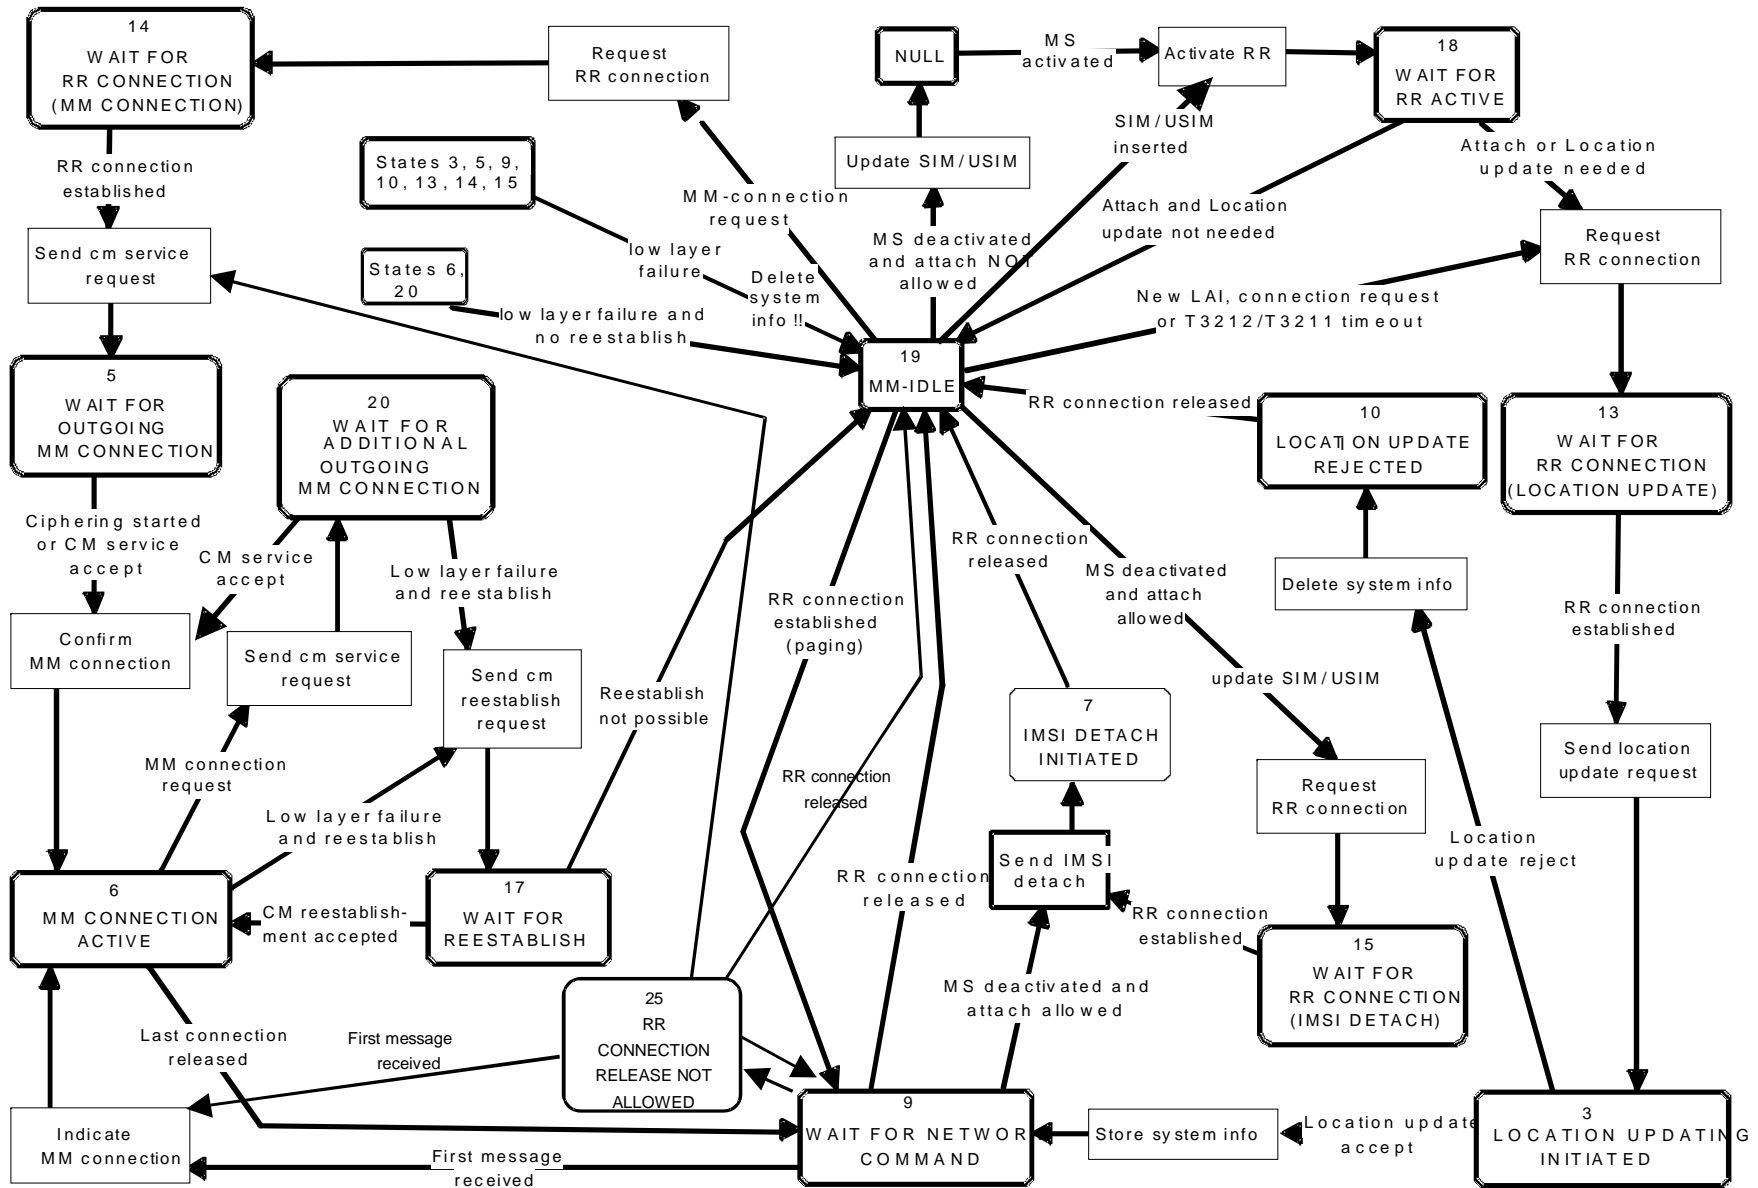 14
WAIT FOR
RR CONNECTION
(MM CONNECTION)
Request
RR connection
NULL
MS
activated
Activate RR
18
WAIT FOR
RR ACTIVE
RR connection
established
States 3, 5, 9,
10, 13, 14, 15
Update SIM/USIM
SIM/USIM
inserted
Attach or Location
update needed
MM-connection
request
Attach and Location
update not needed
Send cm service
request
States 6,
20
low layer
failure
Delete
system
info !!
MS deactivated
and attach NOT
allowed
Request
RR connection
low layer failure and
no reestablish
New LAI, connection request
or T3212/T3211 timeout
19
MM-IDLE
5
WAIT FOR
OUTGOING
MM CONNECTION
20
WAIT FOR
ADDITIONAL
OUTGOING
MM CONNECTION
RR connection released
10
LOCATION UPDATE
REJECTED
13
WAIT FOR
RR CONNECTION
(LOCATION UPDATE)
Ciphering started
or CM service
accept
CM service
accept
Low layer failure
and reestablish
RR connection
released
RR connection
established
(paging)
MS deactivated
and attach
allowed
Delete system info
RR connection
established
Confirm
MM connection
Send cm service
request
Send cm
reestablish
request
Reestablish
not possible
update SIM/USIM
7
IMSI DETACH
INITIATED
MM connection
request
RR connection
released
Request
RR connection
Send location
update request
Low layer failure
and reestablish
Location
update reject
Send IMSI
detach
RR connection
released
6
MM CONNECTION
ACTIVE
CM reestablish-
ment accepted
17
WAIT FOR
REESTABLISH
RR connection
established
15
WAIT FOR
RR CONNECTION
(IMSI DETACH)
MS deactivated and
attach allowed
25
RR
CONNECTION
RELEASE NOT
ALLOWED
Last connection
released
First message
received
Indicate
MM connection
First message
received
9
WAIT FOR NETWOR
COMMAND
Store system info
Location update
accept
3
LOCATION UPDATING
INITIATED